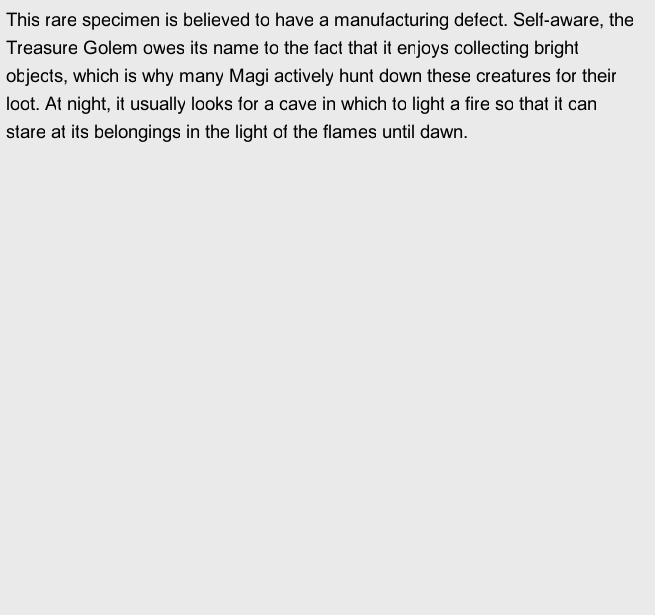 This rare specimen is believed to have a manufacturing defect. Self-aware, the
Treasure Golem owes its name to the fact that it enjoys collecting bright
objects, which is why many Magi actively hunt down these creatures for their
loot. At night, it usually looks for a cave in which to light a fire so that it can
stare at its belongings in the light of the flames until dawn.